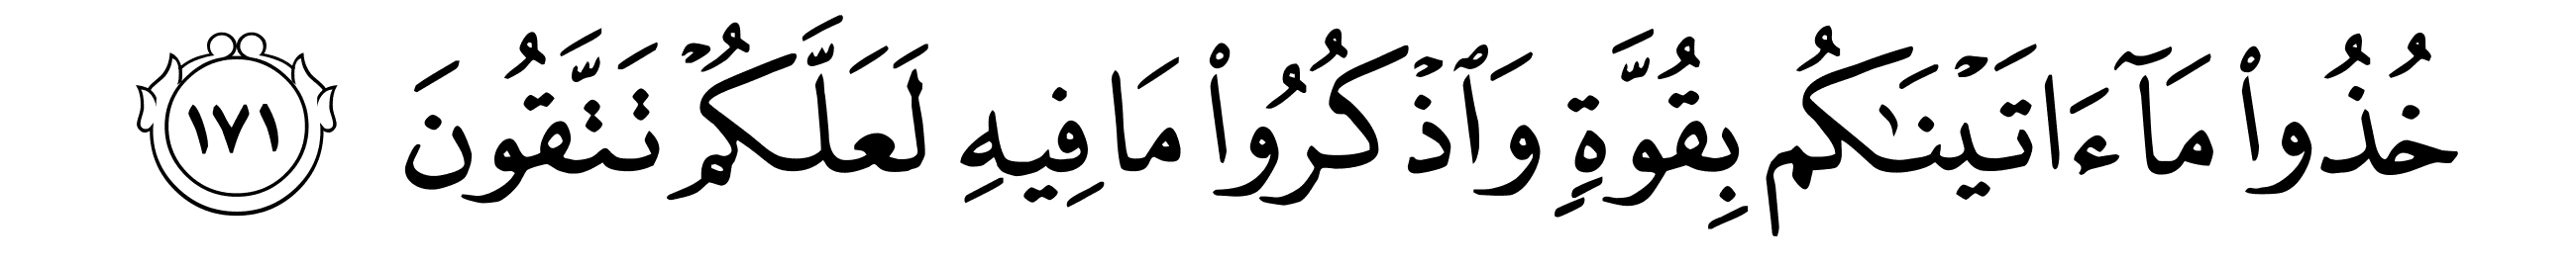 خُذُوا۟ مَآ ءَاتَيْنَـٰكُم بِقُوَّةٍ وَٱذْكُرُوا۟ مَا فِيهِ لَعَلَّكُمْ تَتَّقُونَ ١٧١